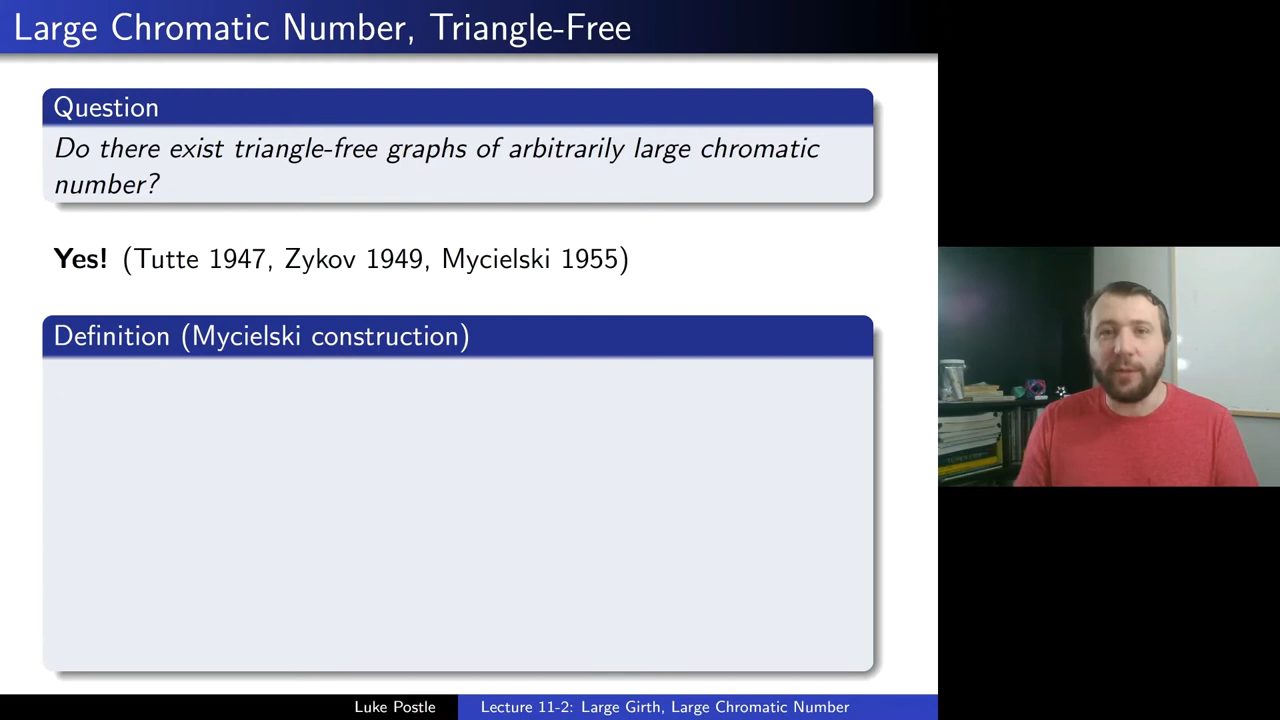 Large Chromatic Number, Triangle-Free
Question
Do there exist triangle-free graphs of arbitrarily large chromatic
number?
Yes! (Tutte 1947, Zykov 1949, Mycielski 1955)
Definition (Mycielski construction)
Luke Postle
Lecture 11-2: Large Girth, Large Chromatic Number